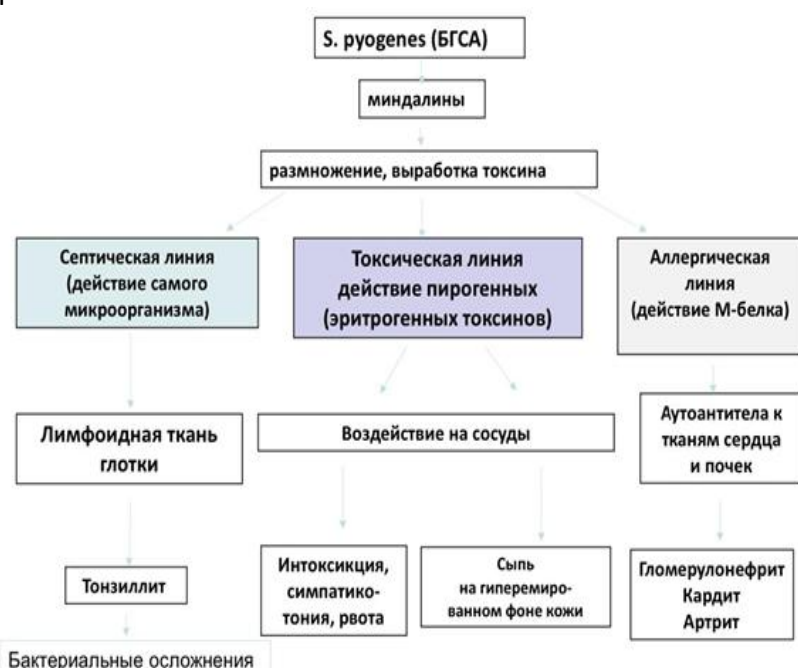 S. pyogenes (БГСА)
миндалины
размножение, выработка токсина
Септическая линия
(действие самого
микроорганизма)
Токсическая линия
действие пирогенных
(эритрогенных токсинов)
Аллергическая
линия
(действие М-белка)
Лимфоидная ткань
глотки
Воздействие на сосуды
Аутоантитела к
тканям сердца
и почек
Тонзиллит
Интоксикция,
симпатико-
тония, рвота
Сыпь
на гиперемиро-
ванном фоне кожи
Гломерулонефрит
Кардит
Артрит
Бактериальные осложнения